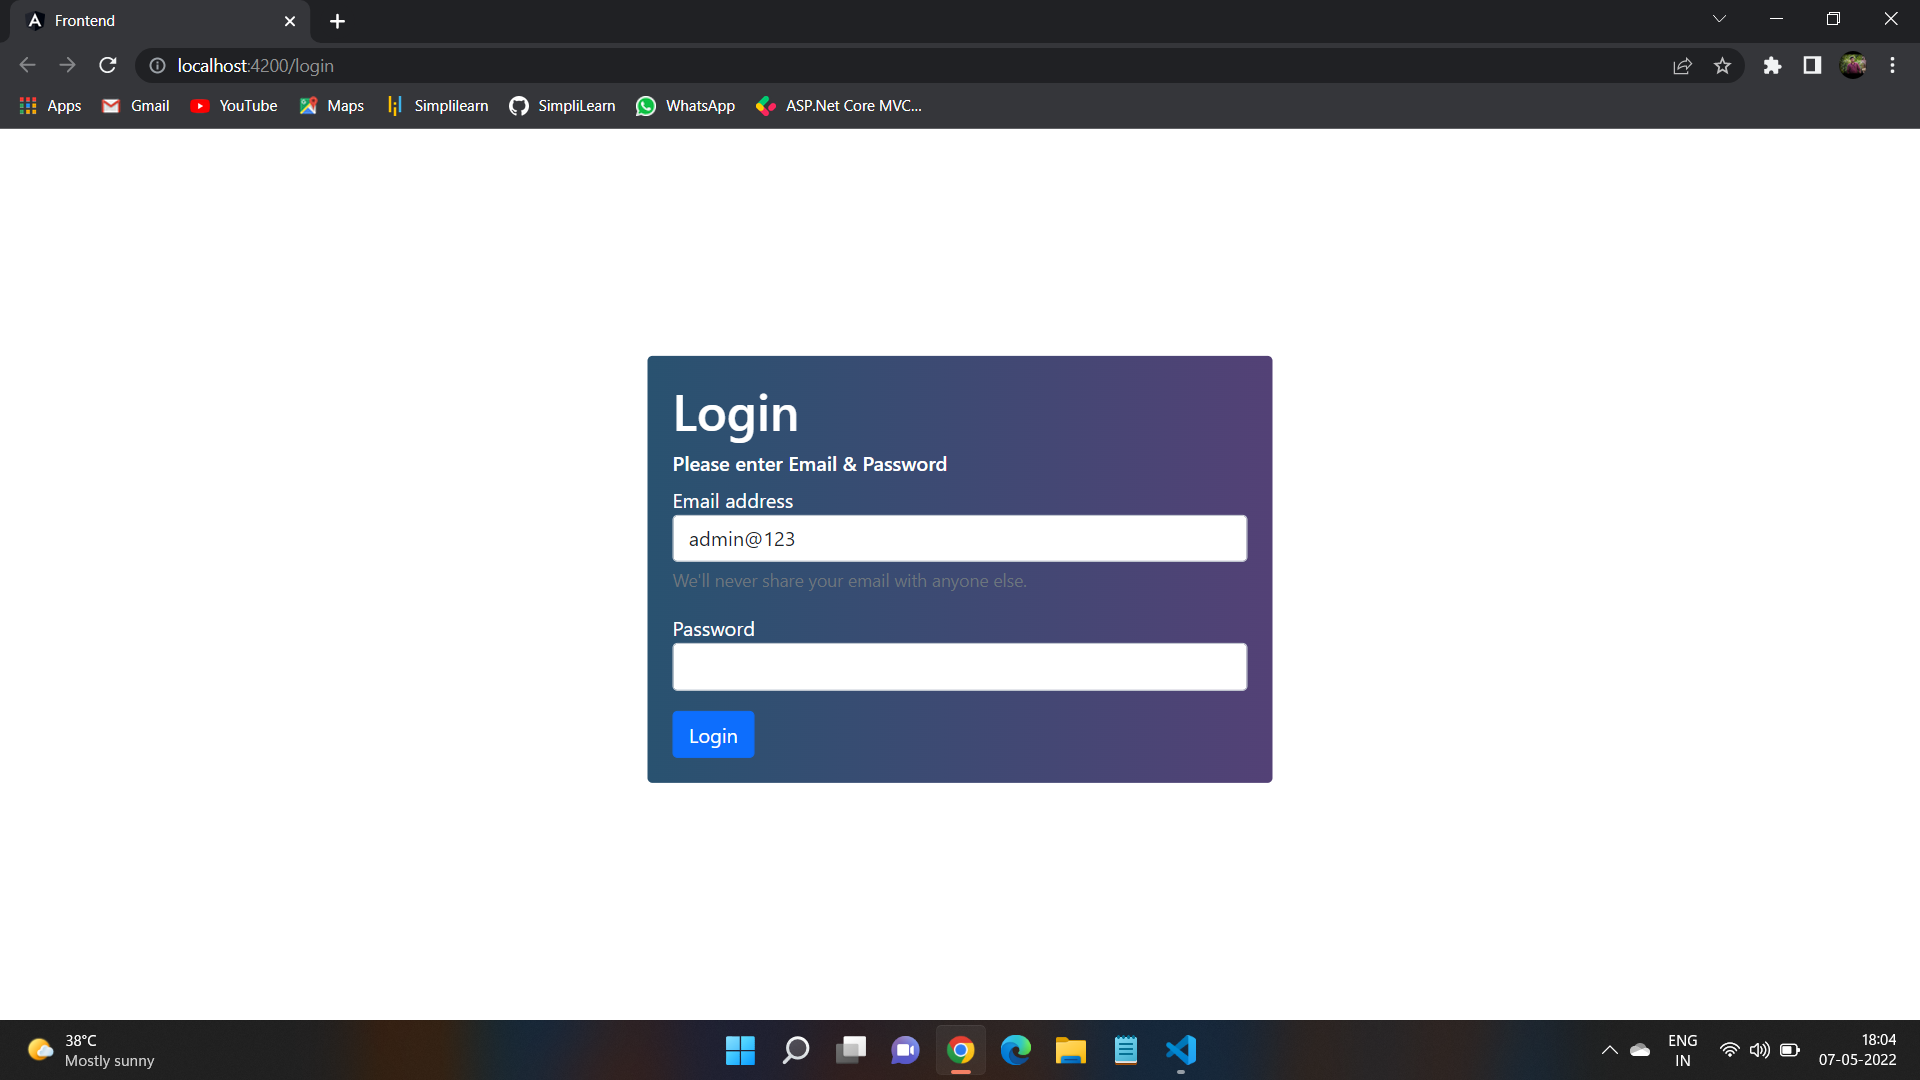 Frontend
localhost:4200/login
Apps Gmail YouTube Maps Simplilearn SimpliLearn WhatsApp ASP.Net Core MVC...
Login
Please enter Email & Password
Email address
admin@123
We'll never share your email with anyone else.
Password
Login
38°C
Mostly sunny
ENG
IN
18:04
07-05-2022